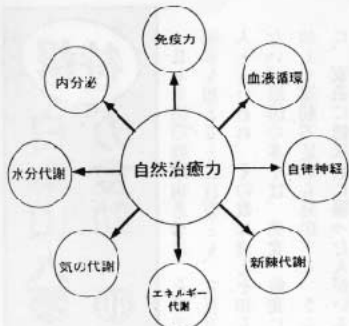 免疫力
内分泌
血液循環
水分代謝
自然治癒力
自律神経
気の代謝
新陳代謝
エネルギー
代謝